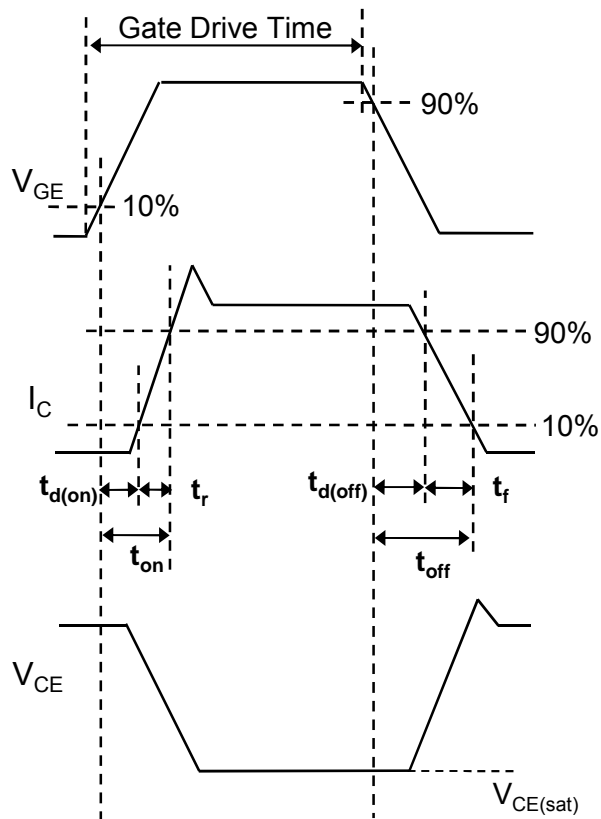 Gate Drive Time
90%
V_GE
10%
90%
I_C
10%
t_d(on)
t_r
t_d(off)
t_f
t_on
t_off
V_CE
V_CE(sat)